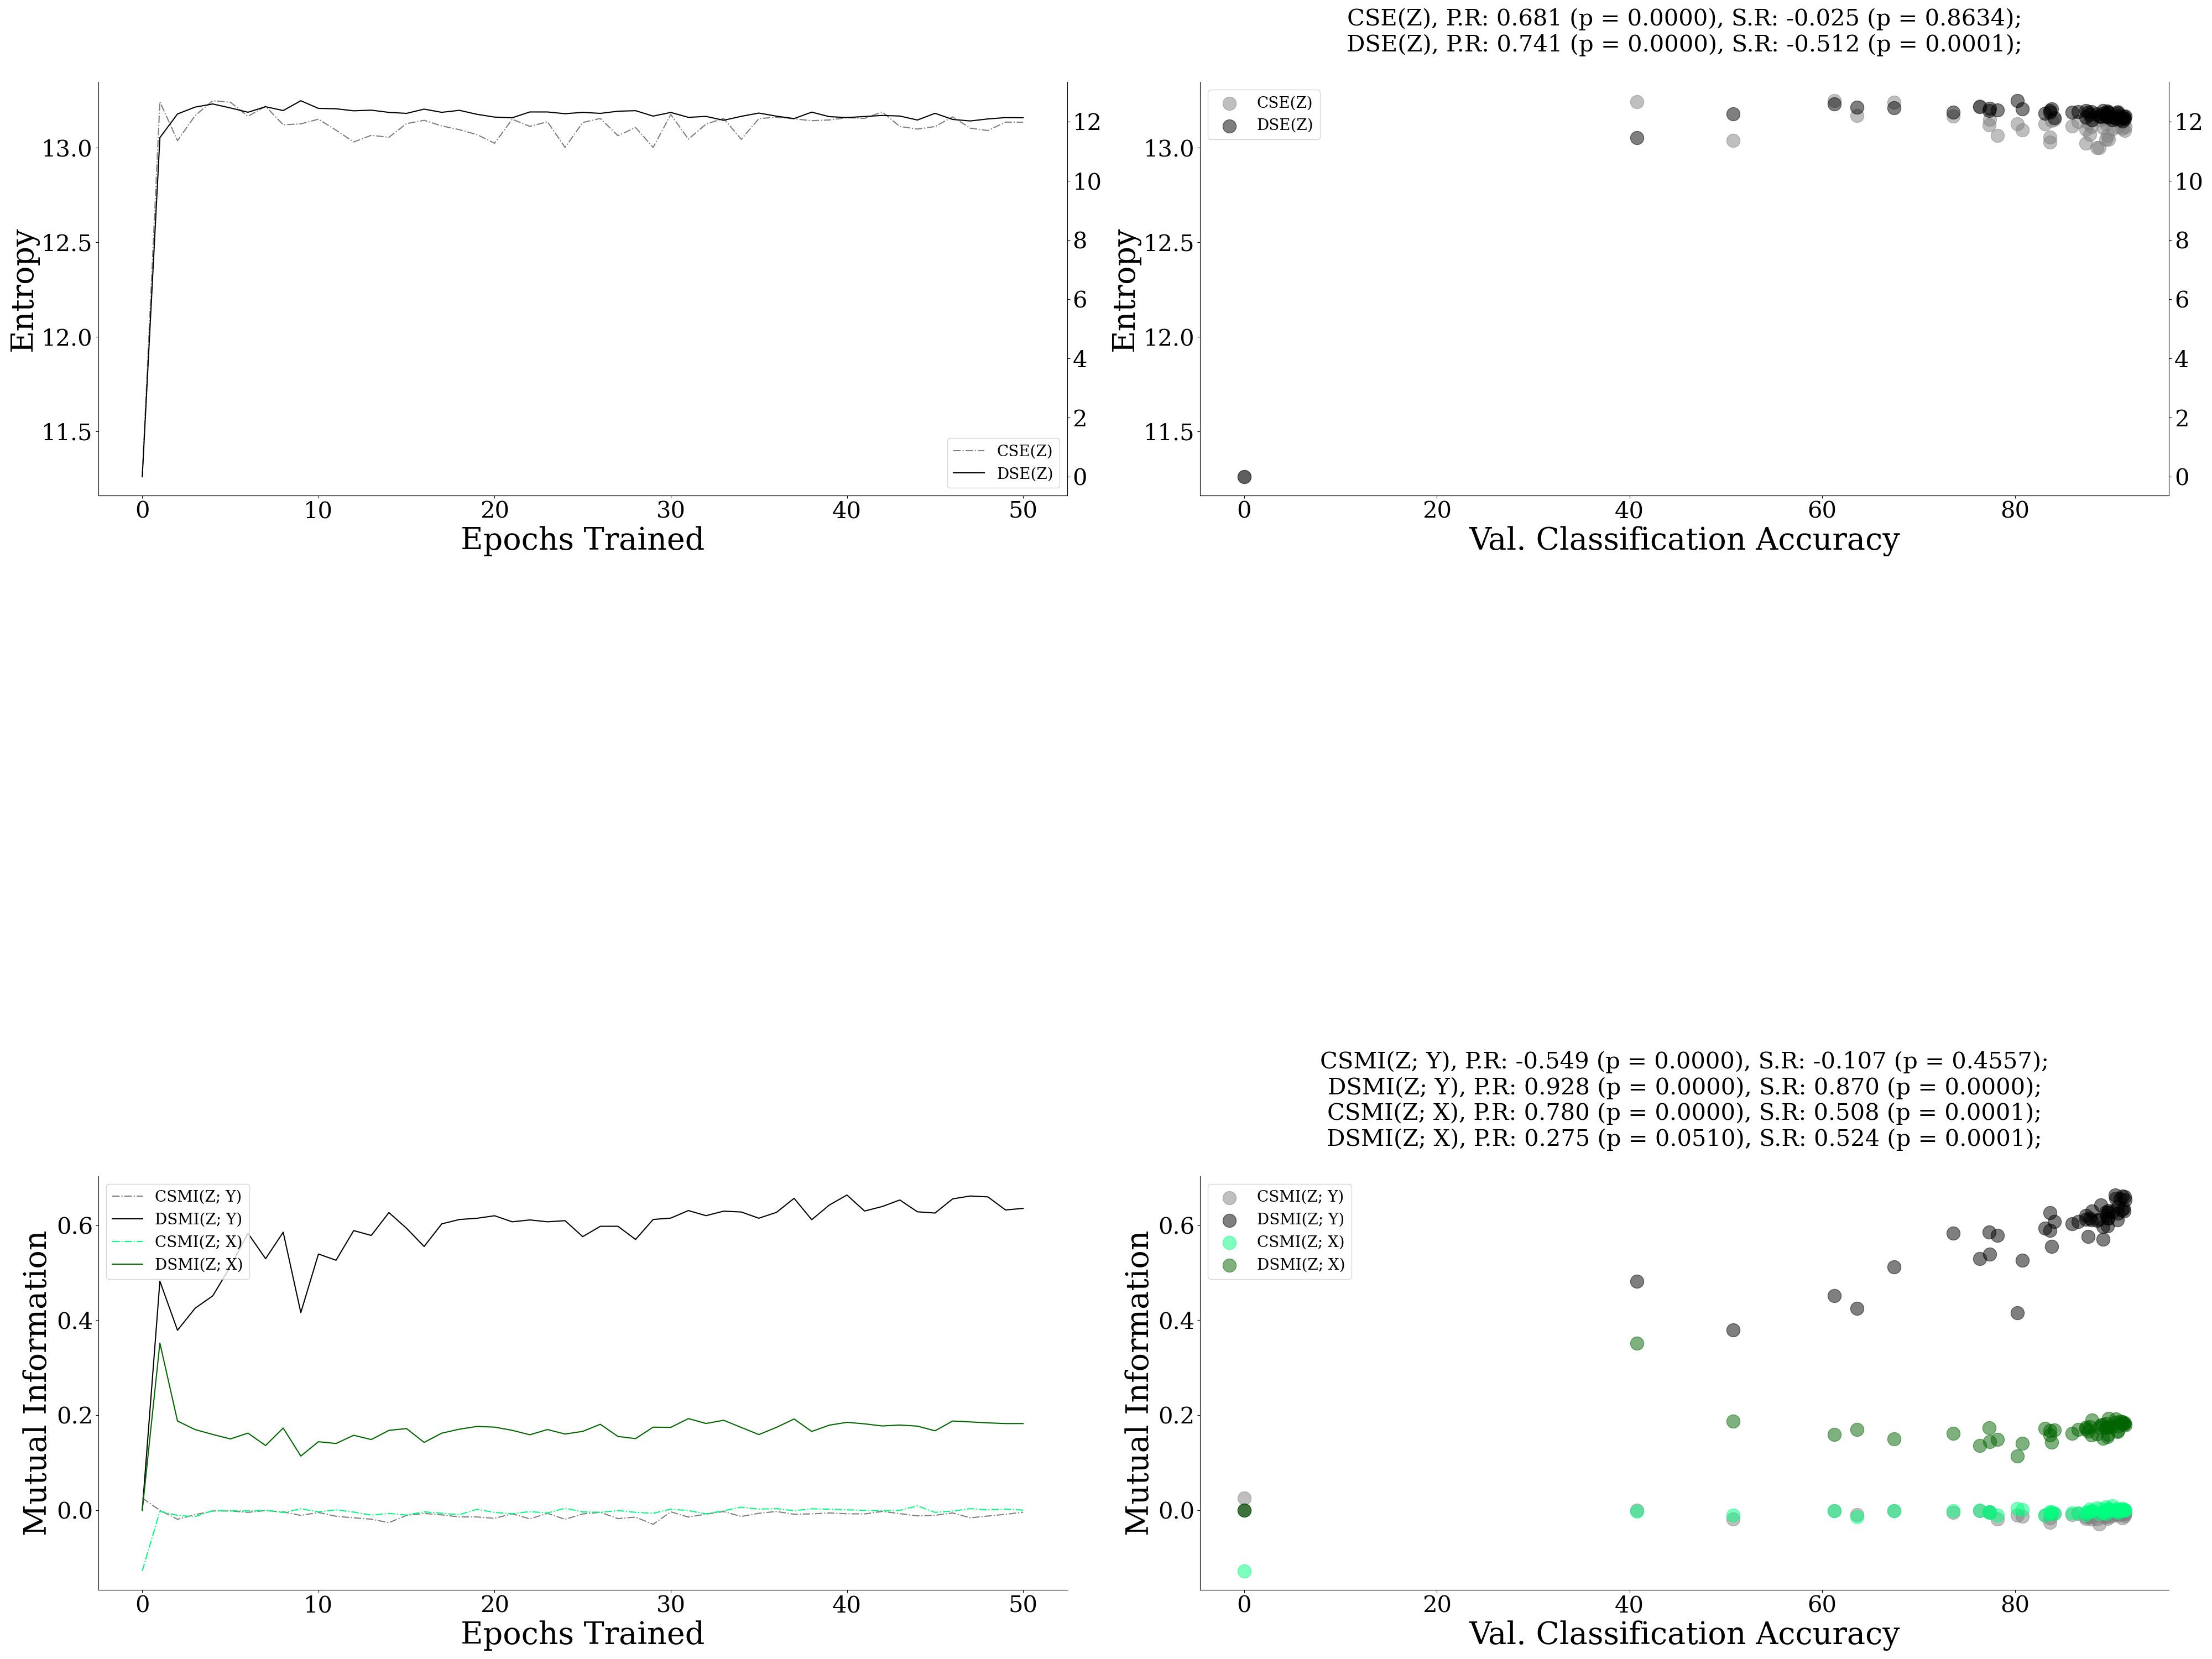 CSE(Z), P.R: 0.681 (p = 0.0000), S.R: -0.025 (p = 0.8634);
DSE(Z), P.R: 0.741 (p = 0.0000), S.R: -0.512 (p = 0.0001);
Entropy
13.0
12.5
12.0
11.5
12
10
8
6
4
2
0
CSE(Z)
DSE(Z)
0 10 20 30 40 50
Epochs Trained
Entropy
13.0
12.5
12.0
11.5
CSE(Z)
DSE(Z)
12
10
8
6
4
2
0
0 20 40 60 80
Val. Classification Accuracy
CSMI(Z; Y), P.R: -0.549 (p = 0.0000), S.R: -0.107 (p = 0.4557);
DSMI(Z; Y), P.R: 0.928 (p = 0.0000), S.R: 0.870 (p = 0.0000);
CSMI(Z; X), P.R: 0.780 (p = 0.0000), S.R: 0.508 (p = 0.0001);
DSMI(Z; X), P.R: 0.275 (p = 0.0510), S.R: 0.524 (p = 0.0001);
Mutual Information
0.6
0.4
0.2
0.0
CSMI(Z; Y)
DSMI(Z; Y)
CSMI(Z; X)
DSMI(Z; X)
0 10 20 30 40 50
Epochs Trained
Mutual Information
0.6
0.4
0.2
0.0
CSMI(Z; Y)
DSMI(Z; Y)
CSMI(Z; X)
DSMI(Z; X)
0 20 40 60 80
Val. Classification Accuracy